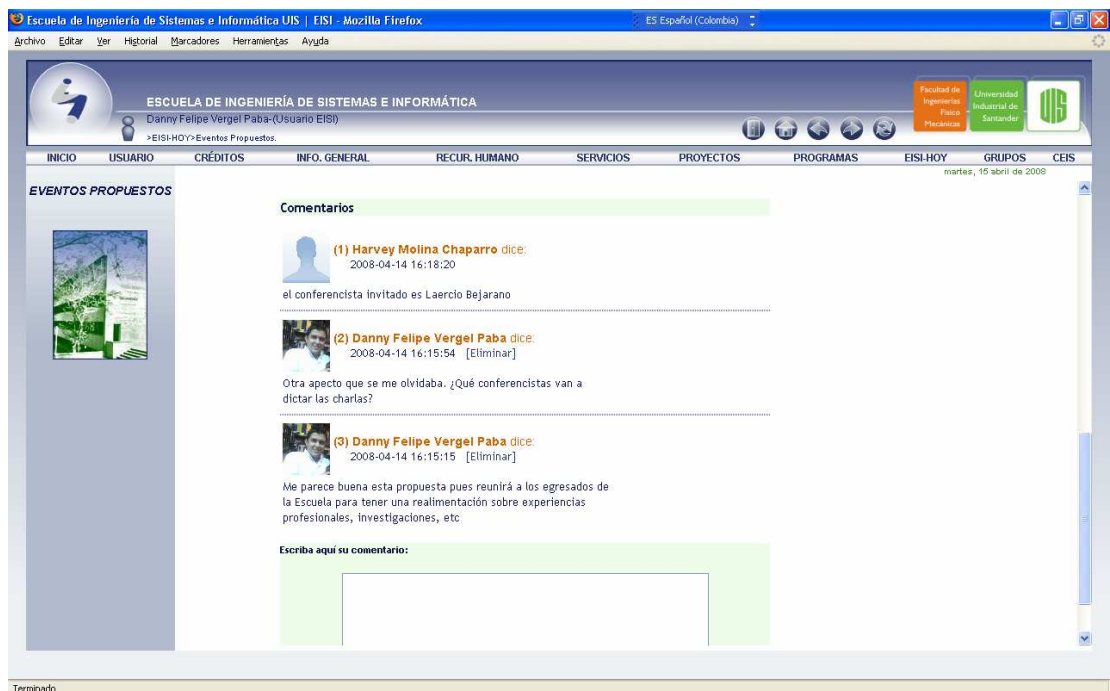 Escuela de Ingeniería de Sistemas e Informática UIS | EISI - Mozilla Firefox
ES Español (Colombia)
Archivo Editar Ver Historial Marcadores Herramientas Ayuda
ESCUELA DE INGENIERÍA DE SISTEMAS E INFORMÁTICA
Danny Felipe Vergel Paba-(Usuario EISI)
>EISI-HOY>Eventos Propuestos.
Facultad de
Ingenierías
Físico
Mecánicas
Universidad
Industrial de
Santander
UIS
INICIO USUARIO CRÉDITOS INFO. GENERAL RECUR. HUMANO SERVICIOS PROYECTOS PROGRAMAS EISI-HOY GRUPOS CEIS
martes, 15 abril de 2008
EVENTOS PROPUESTOS
Comentarios
(1) Harvey Molina Chaparro dice:
2008-04-14 16:18:20
el conferencista invitado es Laercio Bejarano
(2) Danny Felipe Vergel Paba dice:
2008-04-14 16:15:54 [Eliminar]
Otra apecto que se me olvidaba. ¿Qué conferencistas van a
dictar las charlas?
(3) Danny Felipe Vergel Paba dice:
2008-04-14 16:15:15 [Eliminar]
Me parece buena esta propuesta pues reunirá a los egresados de
la Escuela para tener una realimentación sobre experiencias
profesionales, investigaciones, etc
Escriba aquí su comentario:
Terminado